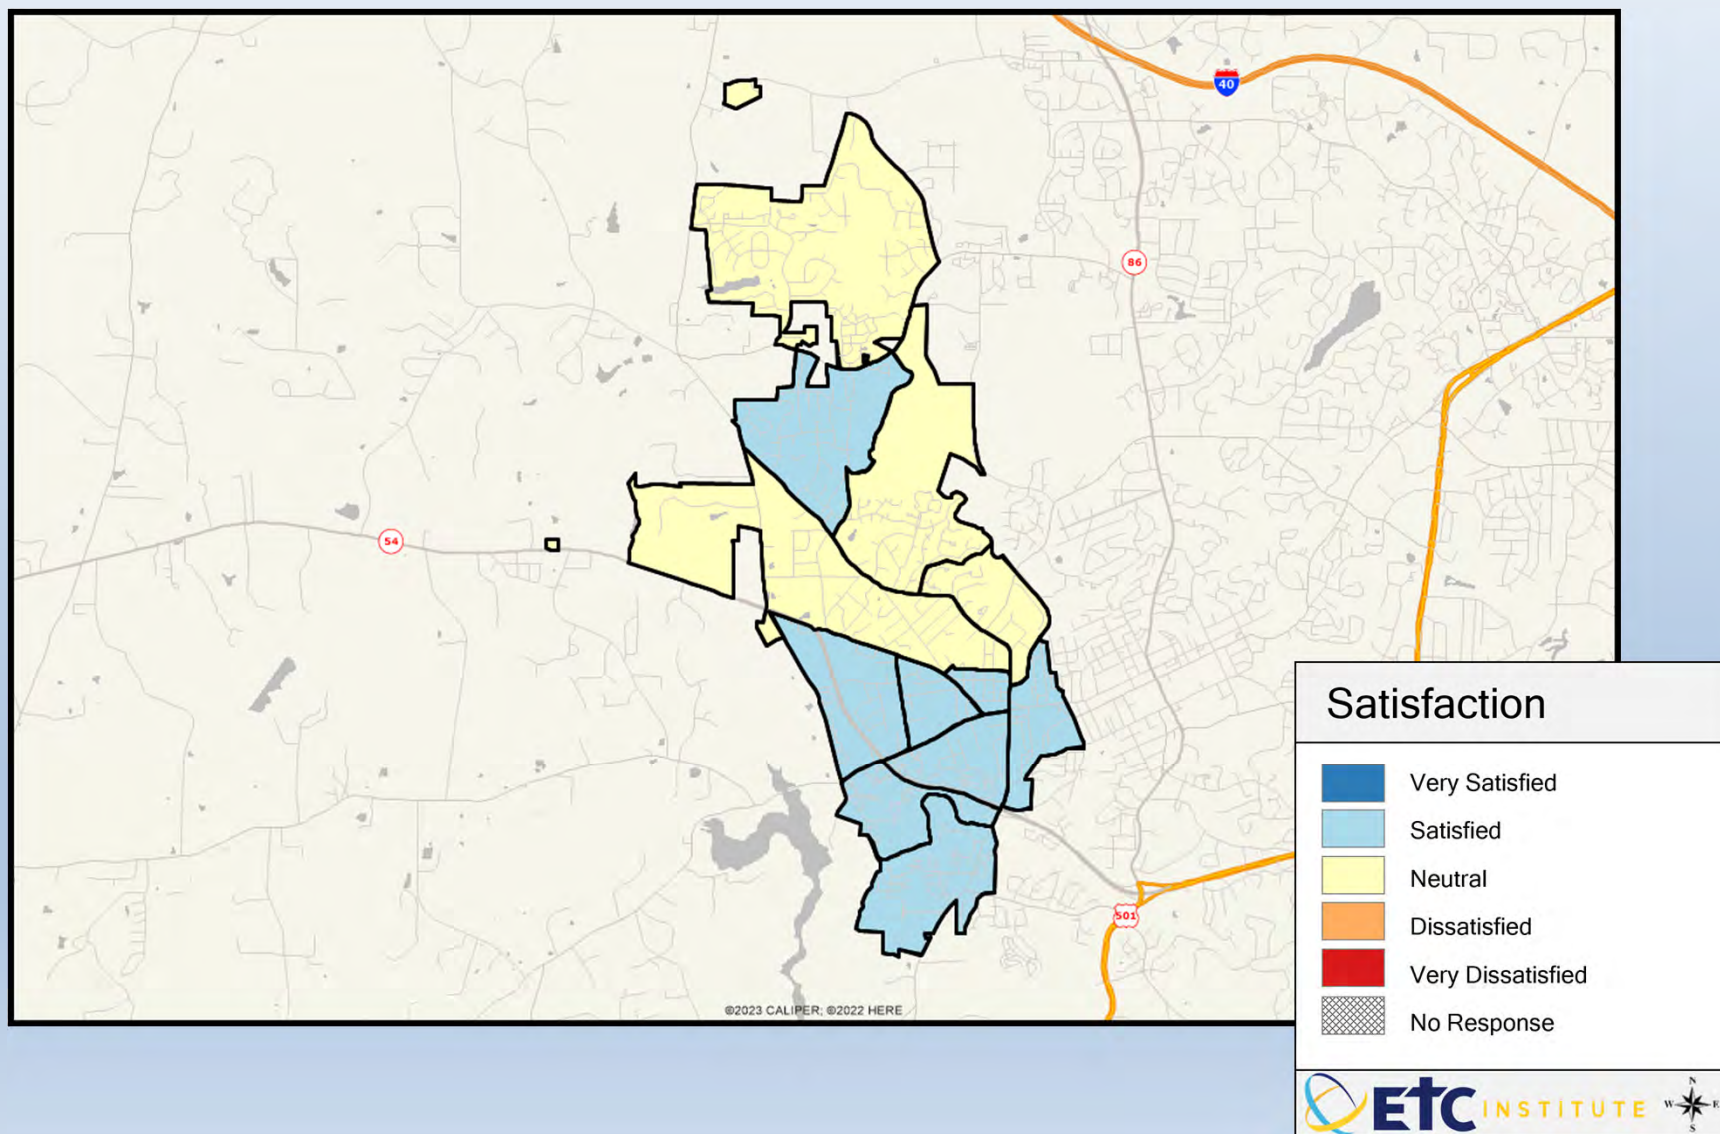 40
86
54
501
©2023 CALIPER; ©2022 HERE
Satisfaction
Very Satisfied
Satisfied
Neutral
Dissatisfied
Very Dissatisfied
No Response
ETC INSTITUTE
N
W E
S